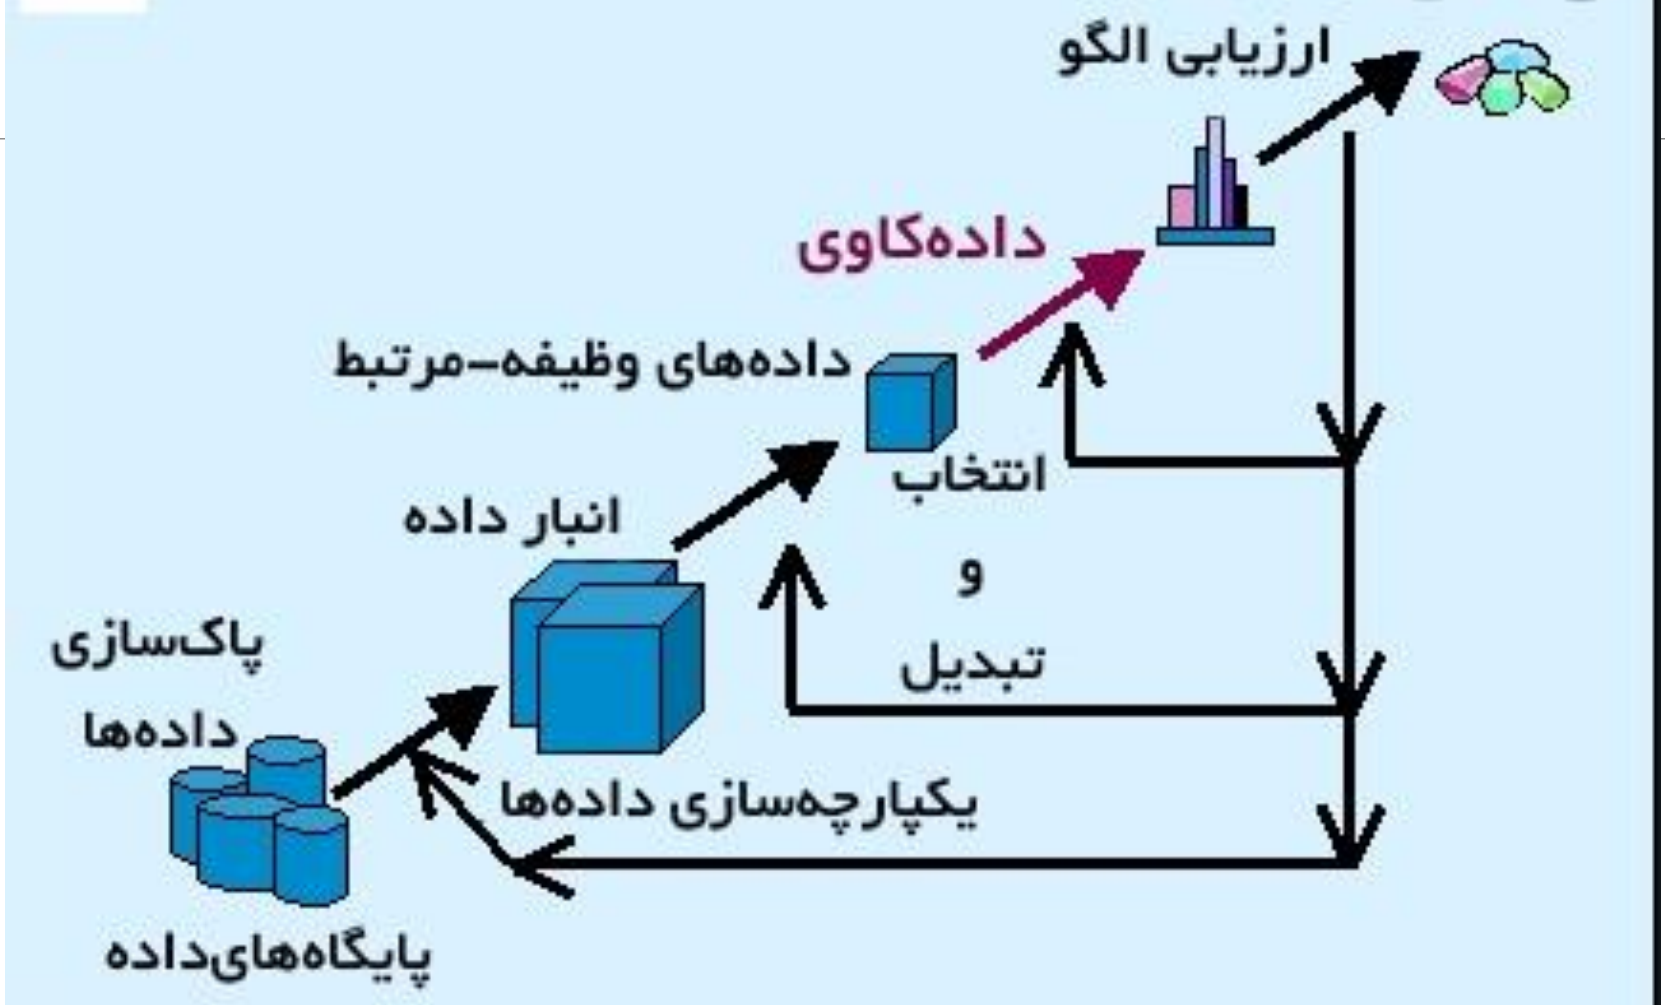 ارزیابی الگو
داده‌کاوی
داده‌های وظیفه-مرتبط
انتخاب
و
تبدیل
انبار داده
پاک‌سازی
داده‌ها
یکپارچه‌سازی داده‌ها
پایگاه‌های‌داده